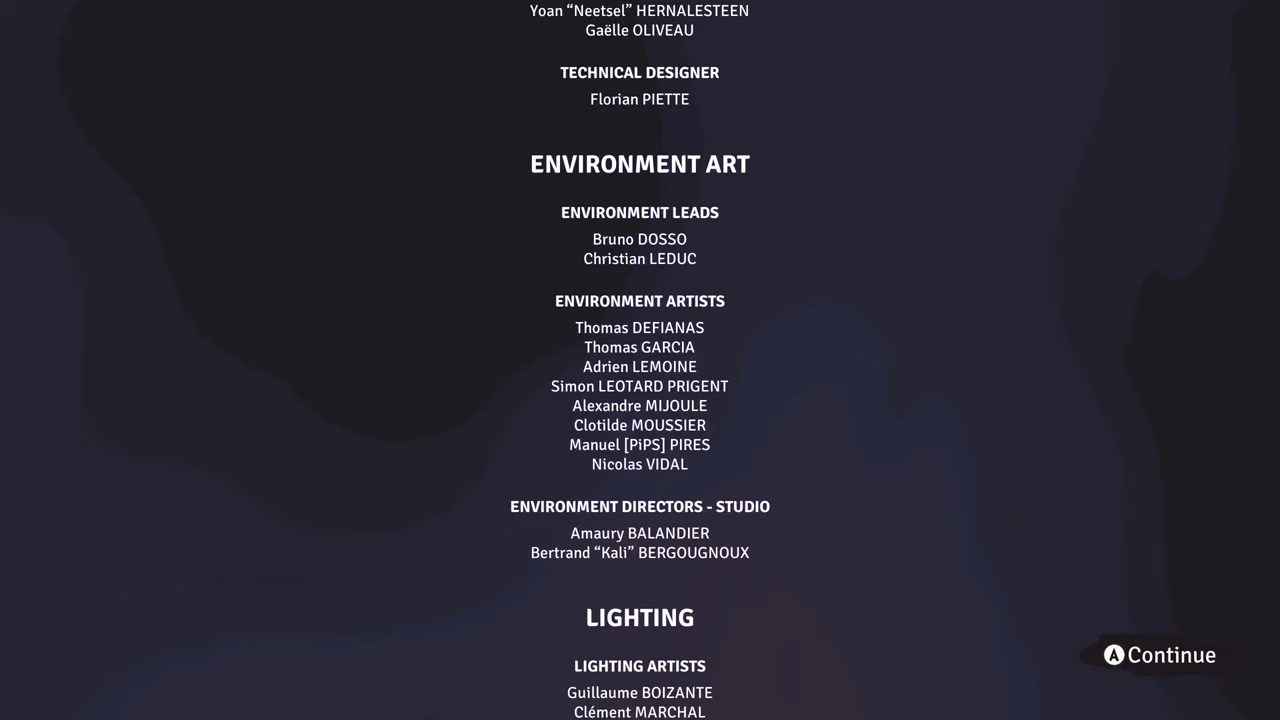 Yoan “Neetsel” HERNALESTEEN
Gaëlle OLIVEAU
TECHNICAL DESIGNER
Florian PIETTE
ENVIRONMENT ART
ENVIRONMENT LEADS
Bruno DOSSO
Christian LEDUC
ENVIRONMENT ARTISTS
Thomas DEFIANAS
Thomas GARCIA
Adrien LEMOINE
Simon LEOTARD PRIGENT
Alexandre MIJOULE
Clotilde MOUSSIER
Manuel [PiPS] PIRES
Nicolas VIDAL
ENVIRONMENT DIRECTORS - STUDIO
Amaury BALANDIER
Bertrand “Kali” BERGOUGNOUX
LIGHTING
LIGHTING ARTISTS
Guillaume BOIZANTE
Clément MARCHAL
A Continue